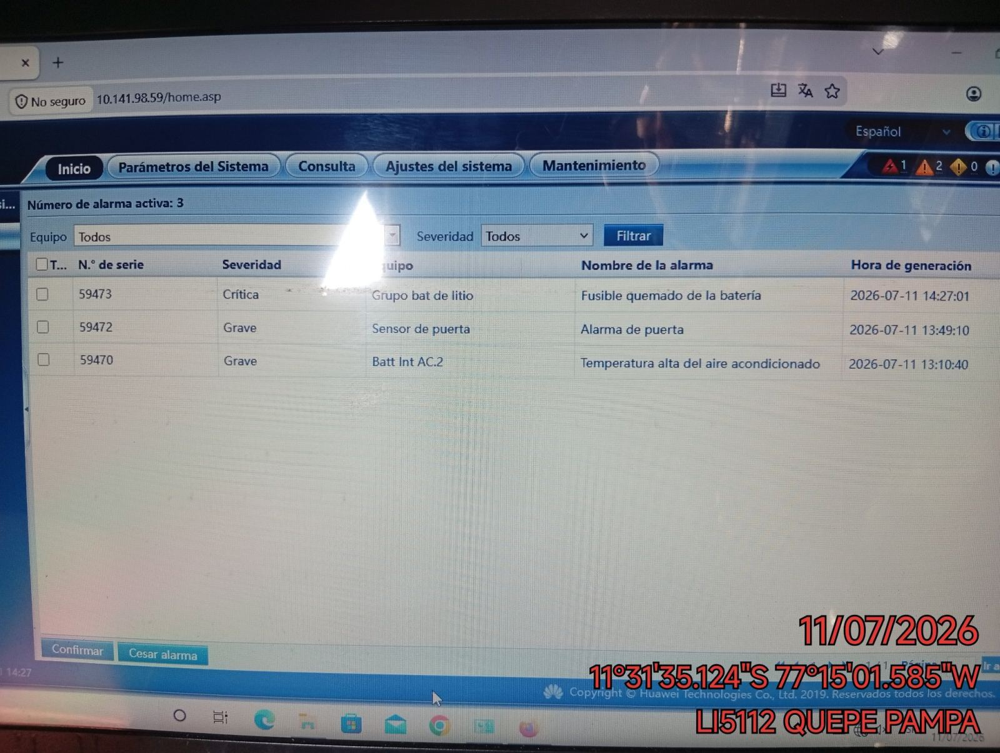 No seguro 10.141.98.59/home.asp
Español
Inicio Parámetros del Sistema Consulta Ajustes del sistema Mantenimiento 1 2 0
Número de alarma activa: 3
Equipo Todos Severidad Todos Filtrar
T... N.° de serie Severidad quipo Nombre de la alarma Hora de generación
59473 Crítica Grupo bat de litio Fusible quemado de la batería 2026-07-11 14:27:01
59472 Grave Sensor de puerta Alarma de puerta 2026-07-11 13:49:10
59470 Grave Batt Int AC.2 Temperatura alta del aire acondicionado 2026-07-11 13:10:40
Confirmar Cesar alarma
Ir a
14:27
Copyright © Huawei Technologies Co., Ltd. 2019. Reservados todos los derechos.
11/07/2026
11/07/2026
11°31'35.124"S 77°15'01.585"W
LI5112 QUEPE PAMPA